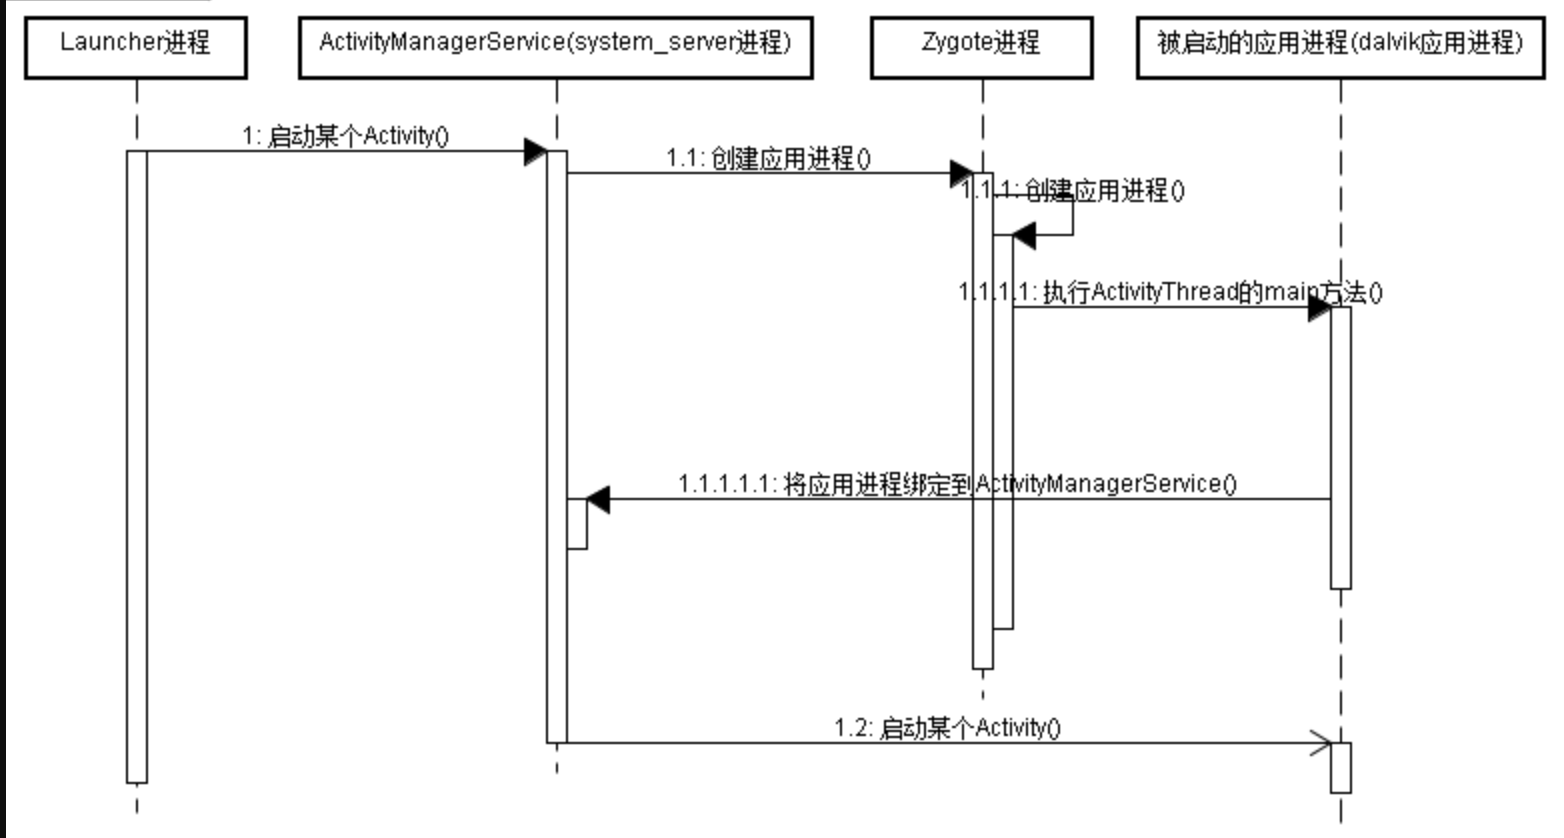 Launcher进程
ActivityManagerService(system_server进程)
Zygote进程
被启动的应用进程(dalvik应用进程)
1: 启动某个Activity()
1.1: 创建应用进程()
1.1.1: 创建应用进程()
1.1.1.1: 执行ActivityThread的main方法()
1.1.1.1.1: 将应用进程绑定到ActivityManagerService()
1.2: 启动某个Activity()